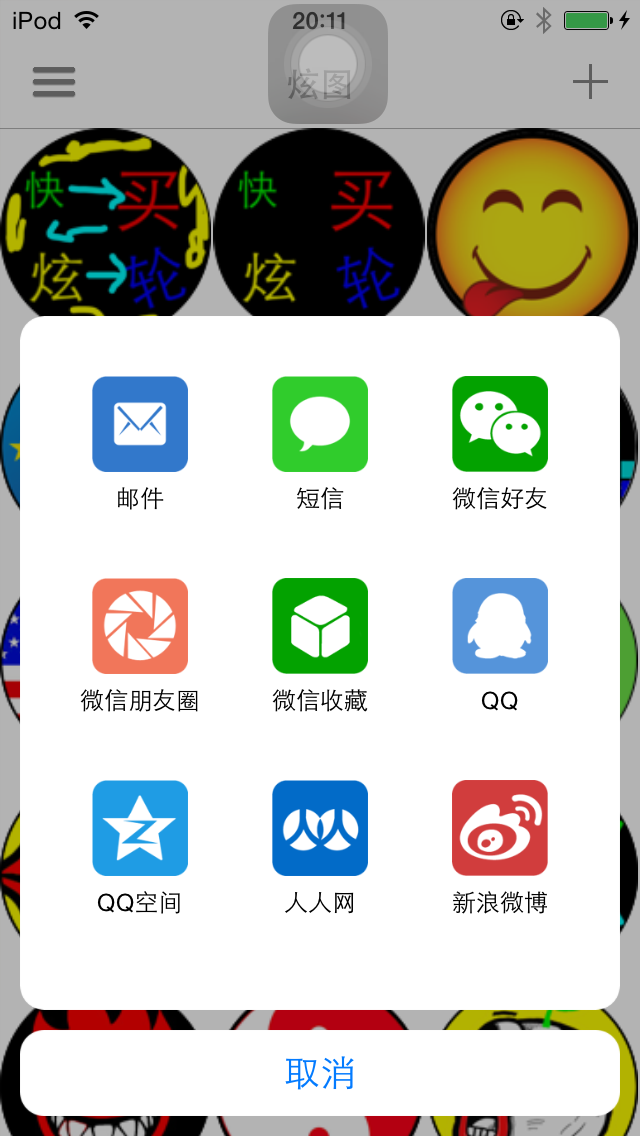 iPod 20:11
炫图
快 买
炫 轮
快 买
炫 轮
邮件 短信 微信好友
微信朋友圈 微信收藏 QQ
QQ空间 人人网 新浪微博
取消